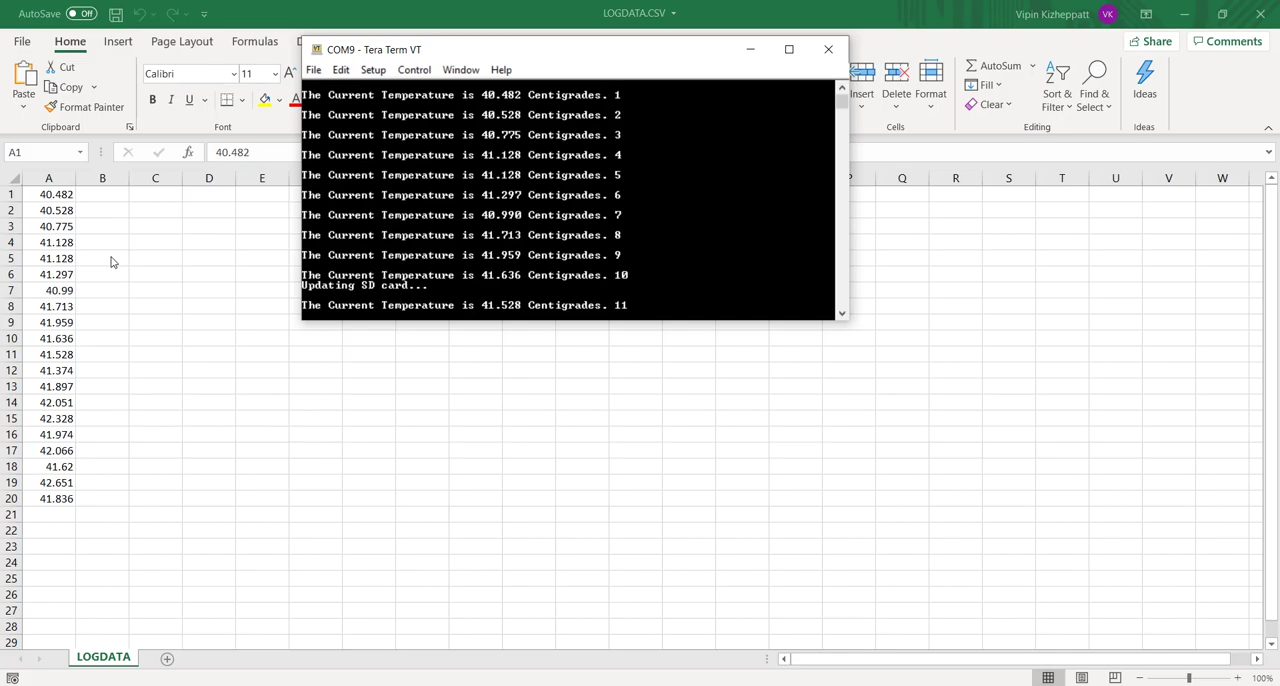 AutoSave Off LOGDATA.CSV Vipin Kizheppatt VK
File Home Insert Page Layout Formulas Share Comments
COM9 - Tera Term VT
File Edit Setup Control Window Help
Paste Cut Copy Format Painter
Calibri 11 A
B I U A
Insert Delete Format
AutoSum Fill Clear
Sort & Filter Find & Select Ideas
Clipboard Font Cells Editing Ideas
A1 fx 40.482
The Current Temperature is 40.482 Centigrades. 1
The Current Temperature is 40.528 Centigrades. 2
The Current Temperature is 40.775 Centigrades. 3
The Current Temperature is 41.128 Centigrades. 4
The Current Temperature is 41.128 Centigrades. 5
The Current Temperature is 41.297 Centigrades. 6
The Current Temperature is 40.990 Centigrades. 7
The Current Temperature is 41.713 Centigrades. 8
The Current Temperature is 41.959 Centigrades. 9
The Current Temperature is 41.636 Centigrades. 10
Updating SD card...
The Current Temperature is 41.528 Centigrades. 11
A B C D E Q R S T U V W
1 40.482
2 40.528
3 40.775
4 41.128
5 41.128
6 41.297
7 40.99
8 41.713
9 41.959
10 41.636
11 41.528
12 41.374
13 41.897
14 42.051
15 42.328
16 41.974
17 42.066
18 41.62
19 42.651
20 41.836
21
22
23
24
25
26
27
28
29
LOGDATA
100%